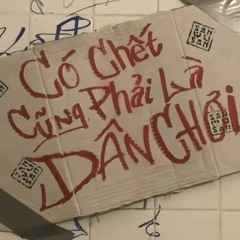 Có Chết
Cũng Phải Là
DÂN CHƠI